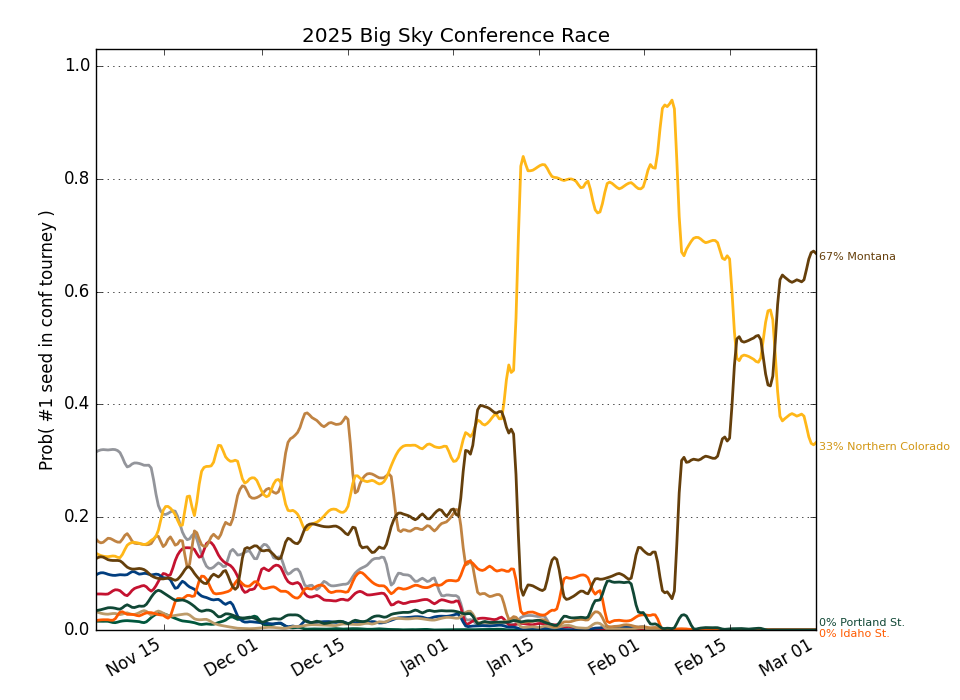 2025 Big Sky Conference Race
Prob( #1 seed in conf tourney )
1.0
0.8
0.6
0.4
0.2
0.0
67% Montana
33% Northern Colorado
0% Portland St.
0% Idaho St.
Nov 15
Dec 01
Dec 15
Jan 01
Jan 15
Feb 01
Feb 15
Mar 01